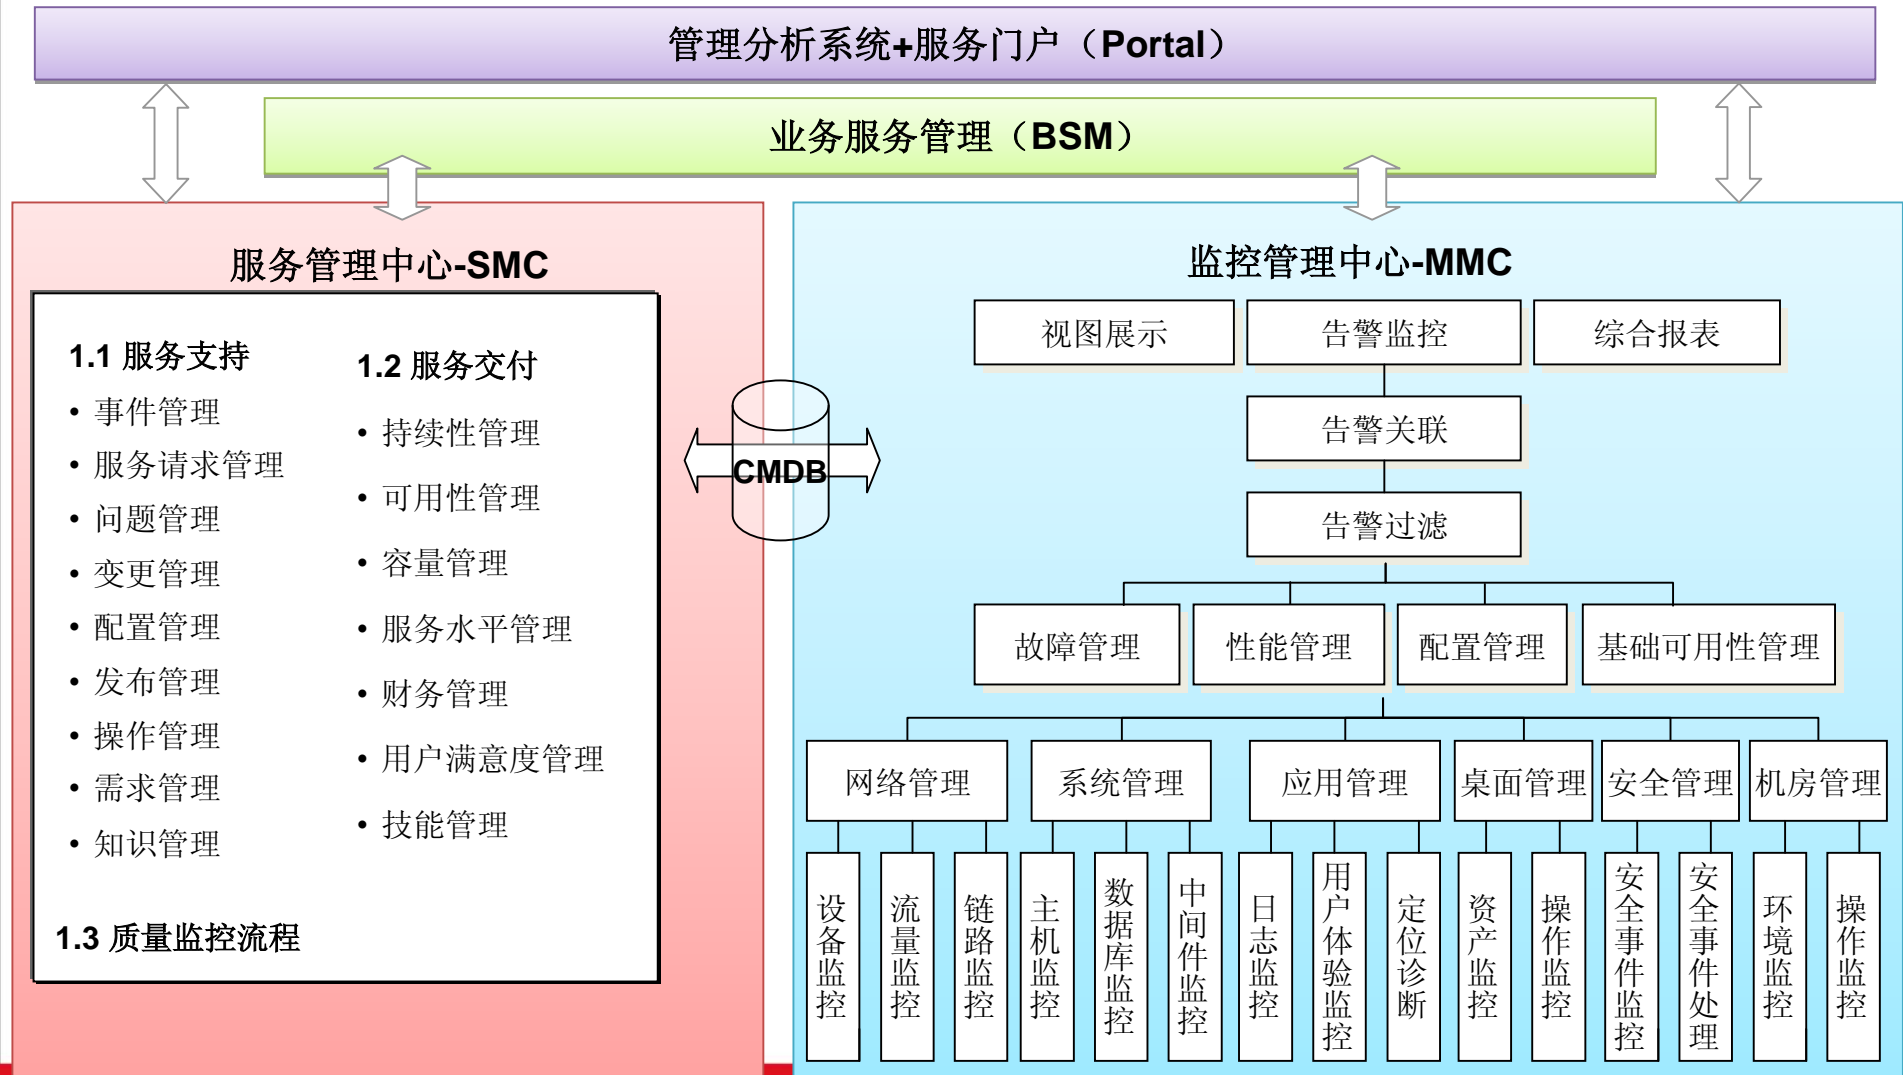 管理分析系统+服务门户（Portal）
业务服务管理（BSM）
服务管理中心-SMC
1.1 服务支持
• 事件管理
• 服务请求管理
• 问题管理
• 变更管理
• 配置管理
• 发布管理
• 操作管理
• 需求管理
• 知识管理
1.2 服务交付
• 持续性管理
• 可用性管理
• 容量管理
• 服务水平管理
• 财务管理
• 用户满意度管理
• 技能管理
1.3 质量监控流程
CMDB
监控管理中心-MMC
视图展示
告警监控
综合报表
告警关联
告警过滤
故障管理
性能管理
配置管理
基础可用性管理
网络管理
系统管理
应用管理
桌面管理
安全管理
机房管理
设备监控
流量监控
链路监控
主机监控
数据库监控
中间件监控
日志监控
用户体验监控
定位诊断
资产监控
操作监控
安全事件监控
安全事件处理
环境监控
操作监控